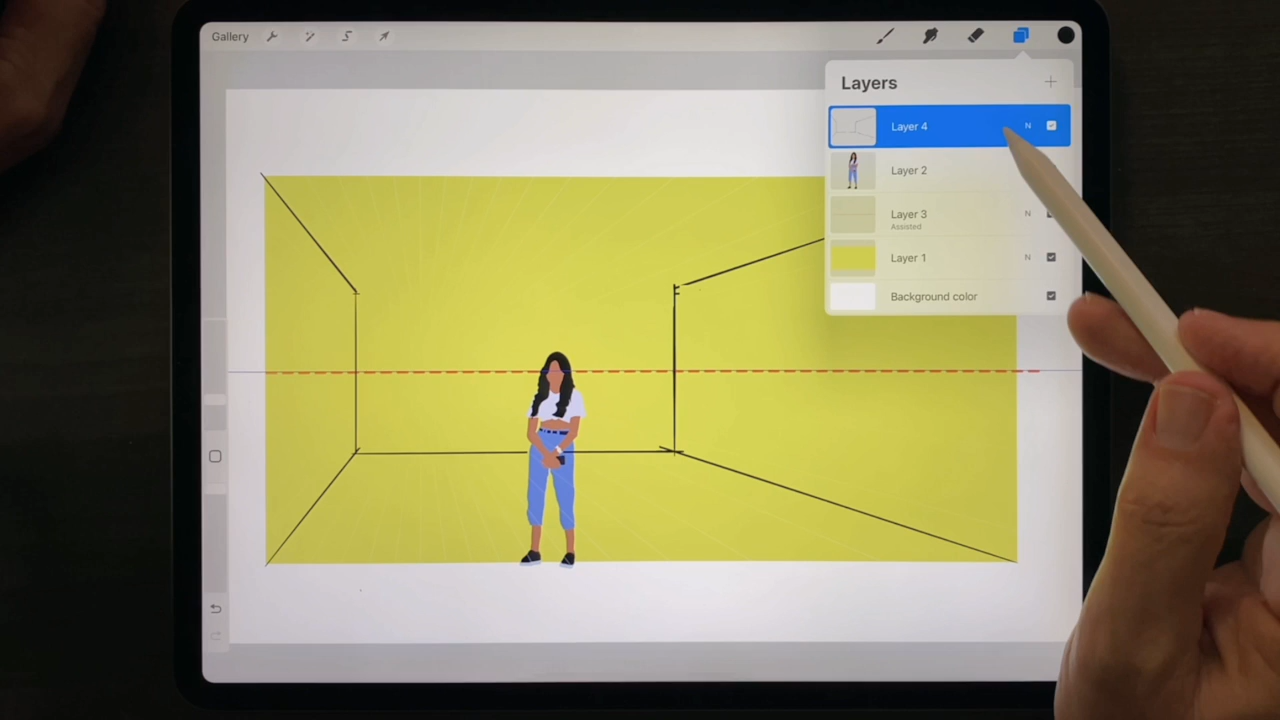 Gallery
Layers
Layer 4 N
Layer 2
Layer 3 N
Assisted
Layer 1 N
Background color